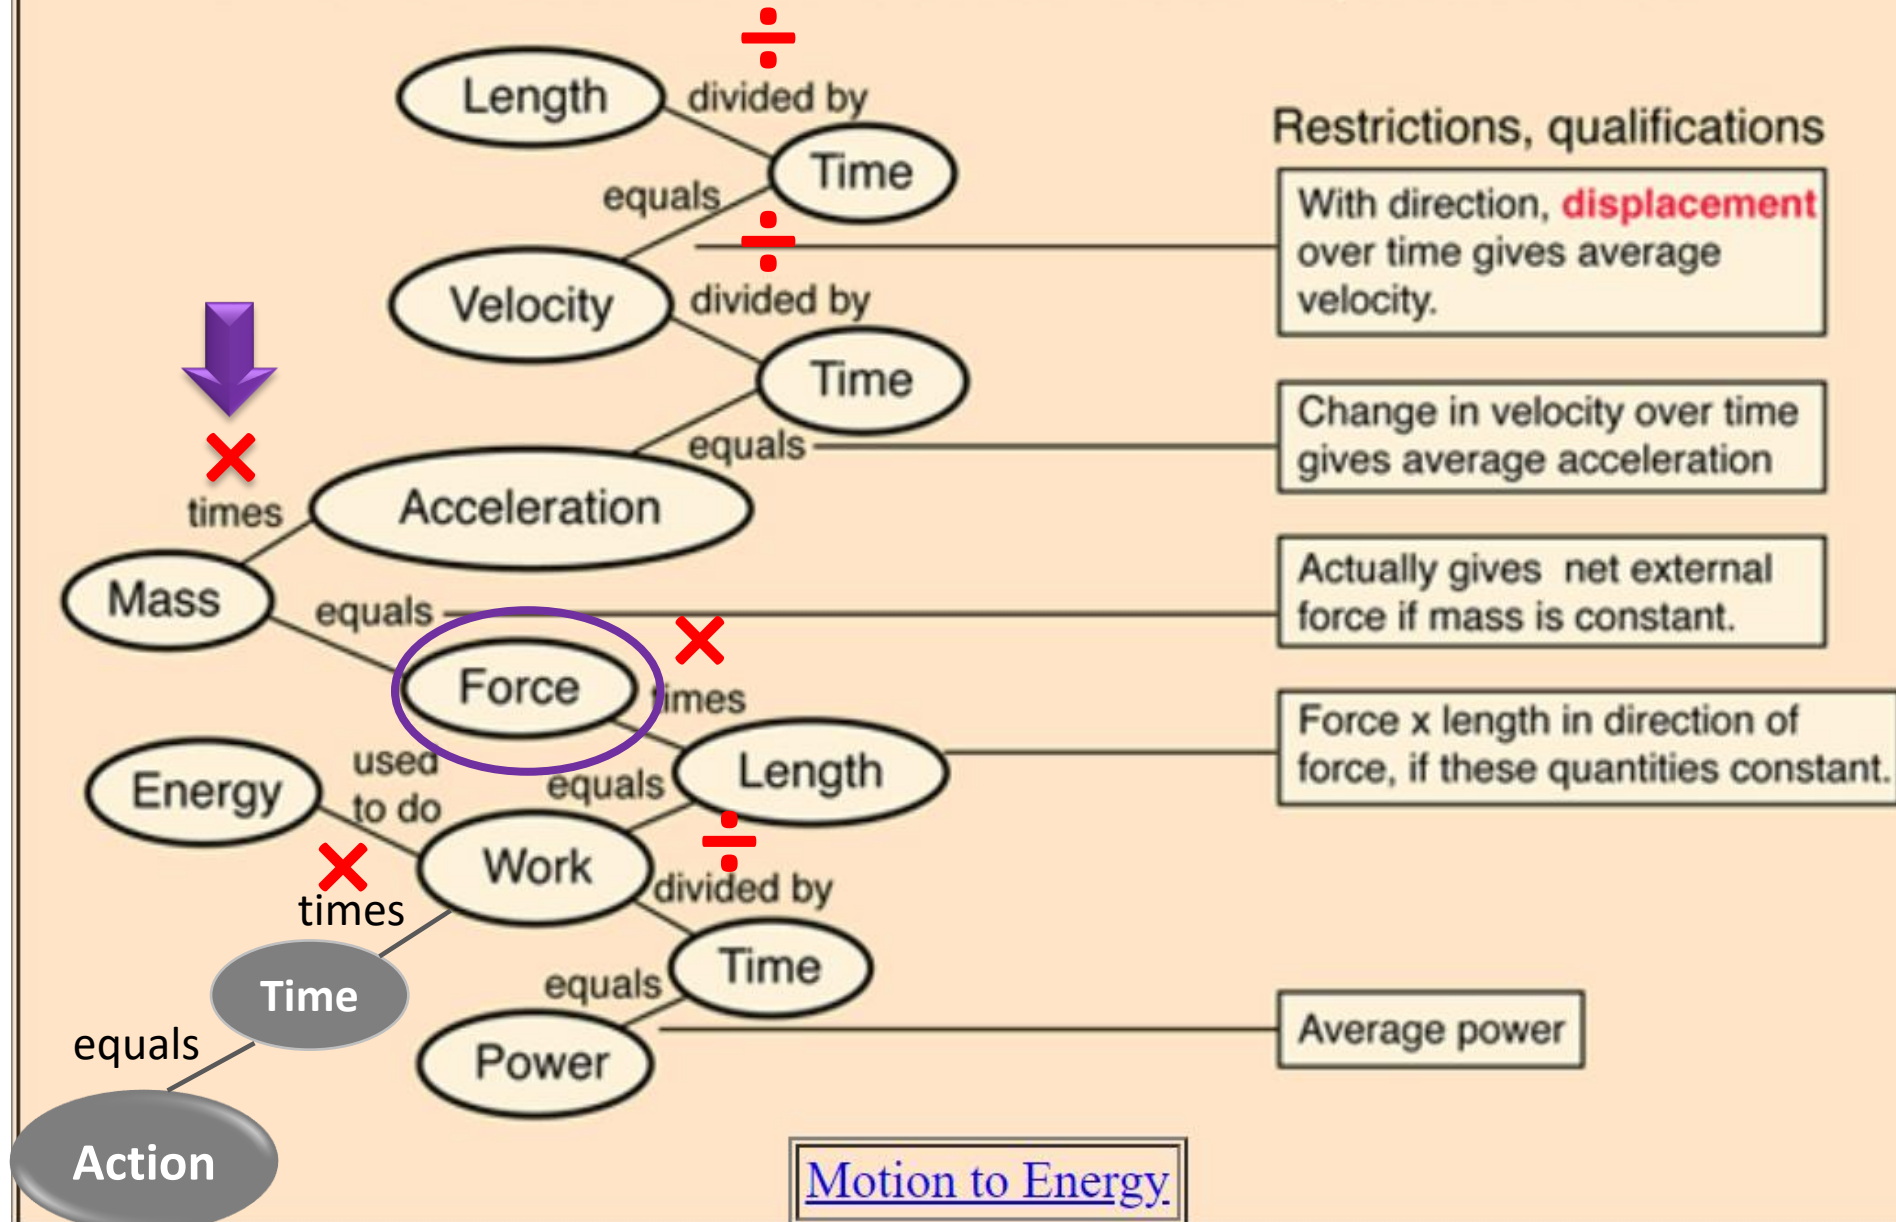 ÷
Length
divided by
Time
equals
÷
Velocity
divided by
Time
equals
×
times
Acceleration
Mass
equals
Force
×
times
Length
equals
Energy
used
to do
Work
×
times
Time
equals
Action
÷
divided by
Time
equals
Power
Restrictions, qualifications
With direction, displacement
over time gives average
velocity.
Change in velocity over time
gives average acceleration
Actually gives net external
force if mass is constant.
Force x length in direction of
force, if these quantities constant.
Average power
Motion to Energy